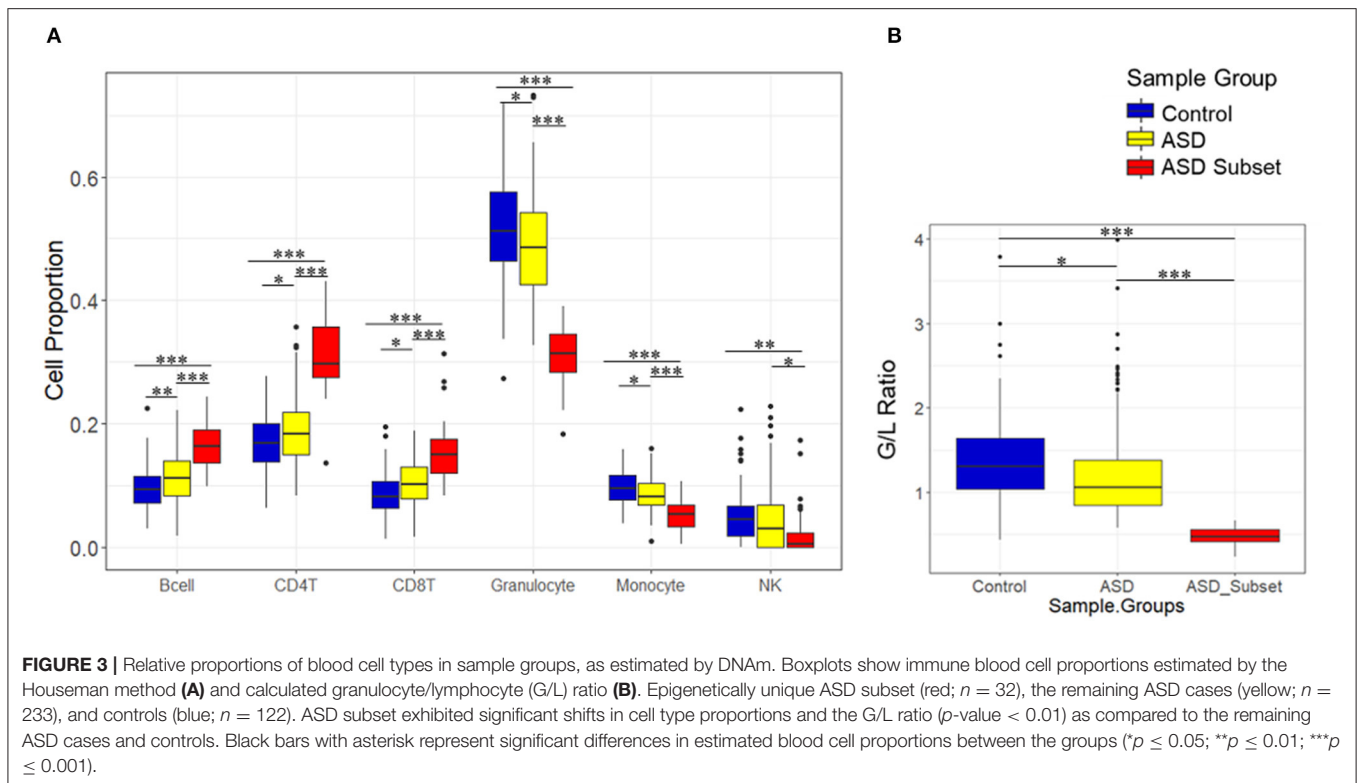 A
B
Sample Group
Control
ASD
ASD Subset
Cell Proportion
0.6
0.4
0.2
0.0
***
*
***
***
*
***
***
*
***
***
**
***
***
*
***
**
*
Bcell
CD4T
CD8T
Granulocyte
Monocyte
NK
G/L Ratio
4
3
2
1
***
*
***
Control
ASD
ASD_Subset
Sample.Groups
FIGURE 3 | Relative proportions of blood cell types in sample groups, as estimated by DNAm. Boxplots show immune blood cell proportions estimated by the
Houseman method (A) and calculated granulocyte/lymphocyte (G/L) ratio (B). Epigenetically unique ASD subset (red; n = 32), the remaining ASD cases (yellow; n =
233), and controls (blue; n = 122). ASD subset exhibited significant shifts in cell type proportions and the G/L ratio (p-value < 0.01) as compared to the remaining
ASD cases and controls. Black bars with asterisk represent significant differences in estimated blood cell proportions between the groups (*p ≤ 0.05; **p ≤ 0.01; ***p
≤ 0.001).